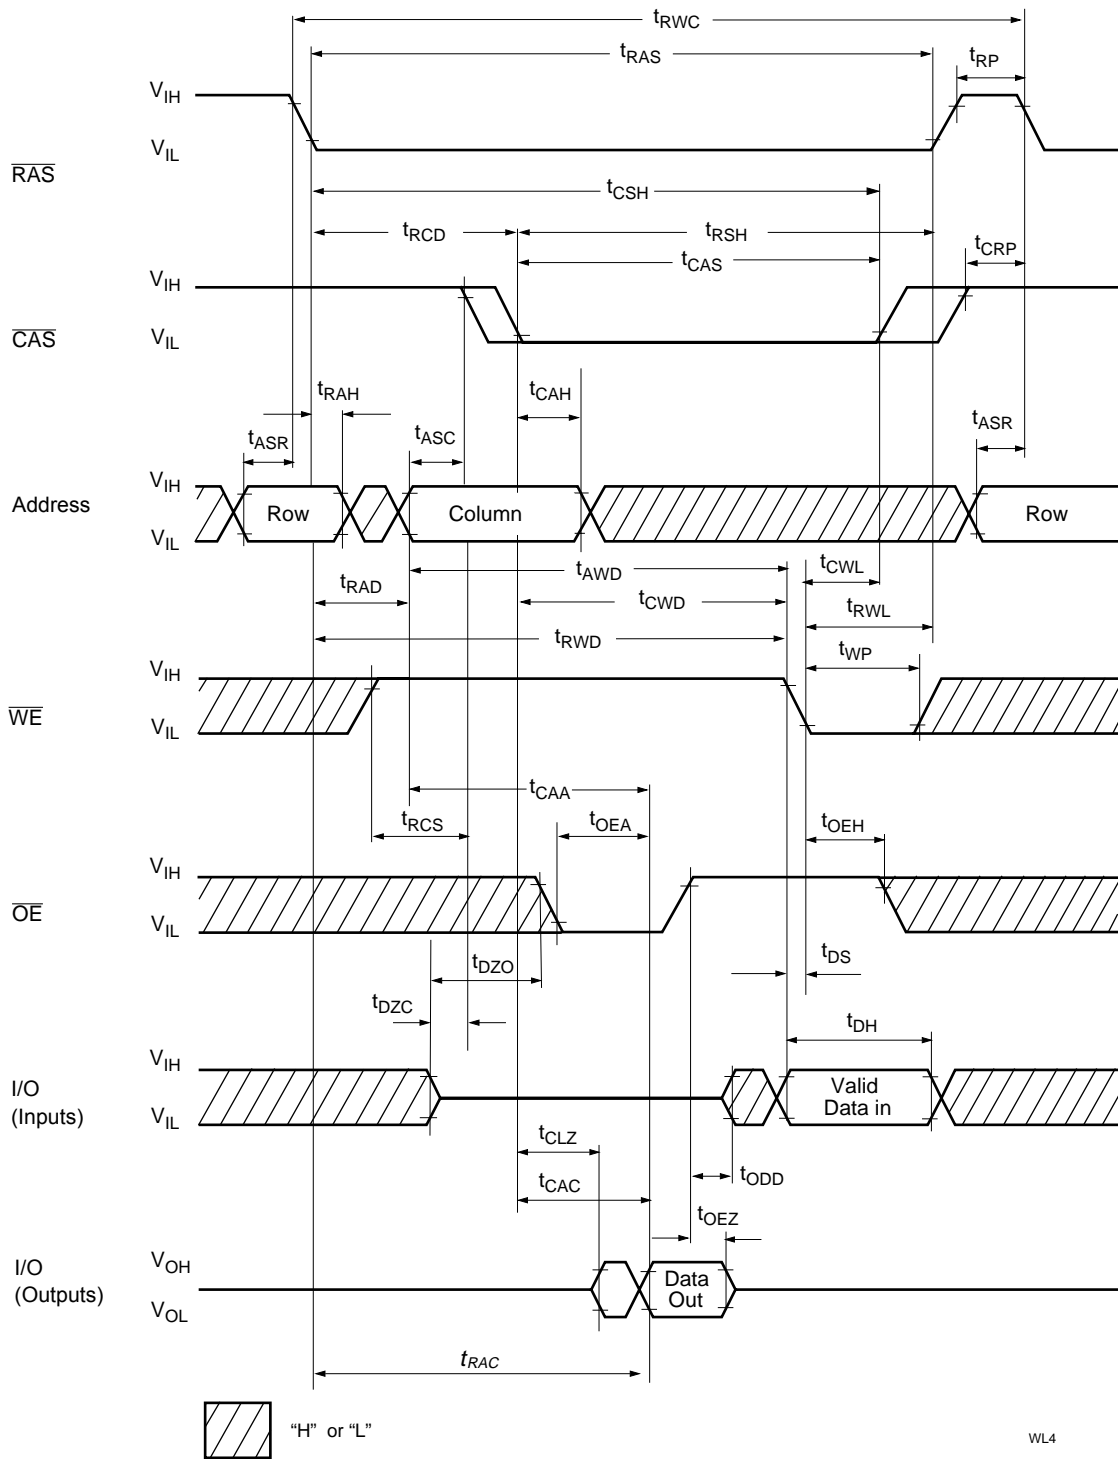 tRWC
tRAS
tRP
VIH
VIL
RAS
tCSH
tRCD
tRSH
tCRP
tCAS
VIH
CAS
VIL
tRAH
tCAH
tASR
tASC
tASR
VIH
Address
Row
Column
Row
VIL
tAWD
tCWL
tRAD
tCWD
tRWL
tRWD
tWP
VIH
WE
VIL
tCAA
tRCS
tOEA
tOEH
VIH
OE
VIL
tDZO
tDS
tDZC
tDH
VIH
I/O
(Inputs)
Valid
Data in
VIL
tCLZ
tODD
tCAC
tOEZ
I/O
(Outputs)
VOH
Data
Out
VOL
tRAC
“H” or “L”
WL4